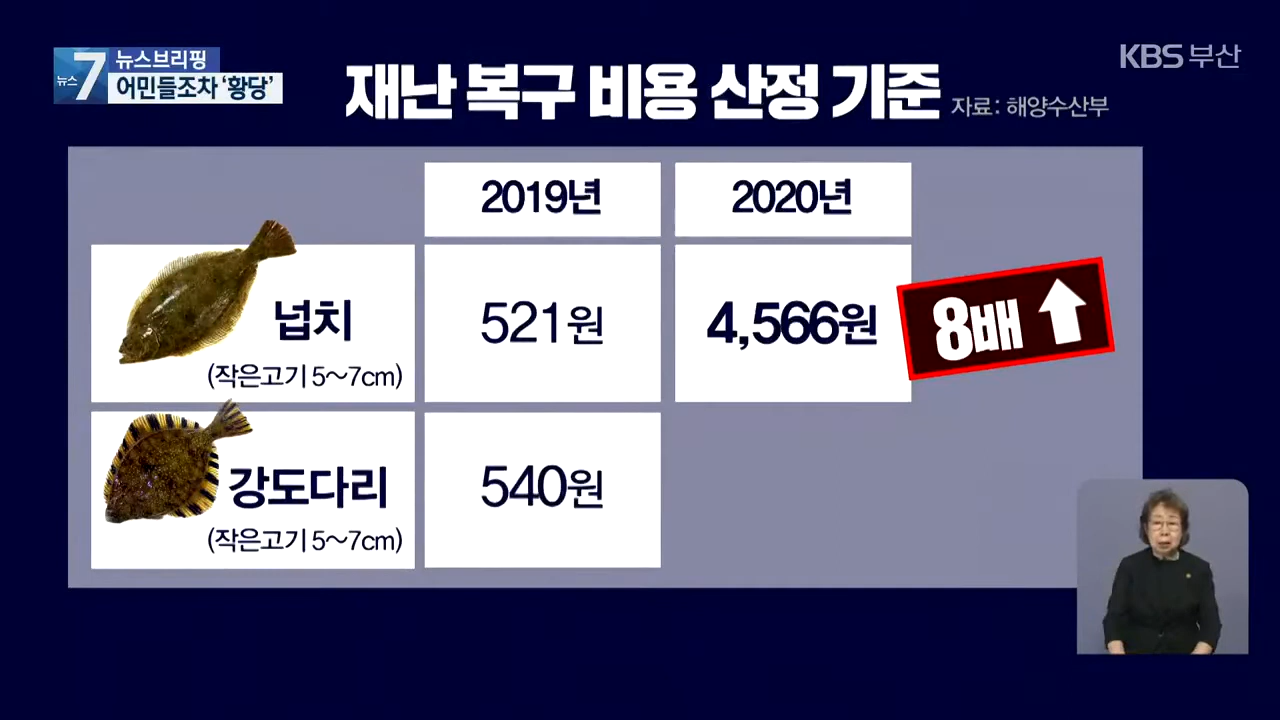 뉴스
7
뉴스브리핑
어민들조차 '황당'
재난 복구 비용 산정 기준
자료 : 해양수산부
KBS 부산
2019년
2020년
넙치
(작은고기 5～7cm)
521원
4,566원
8배
강도다리
(작은고기 5～7cm)
540원